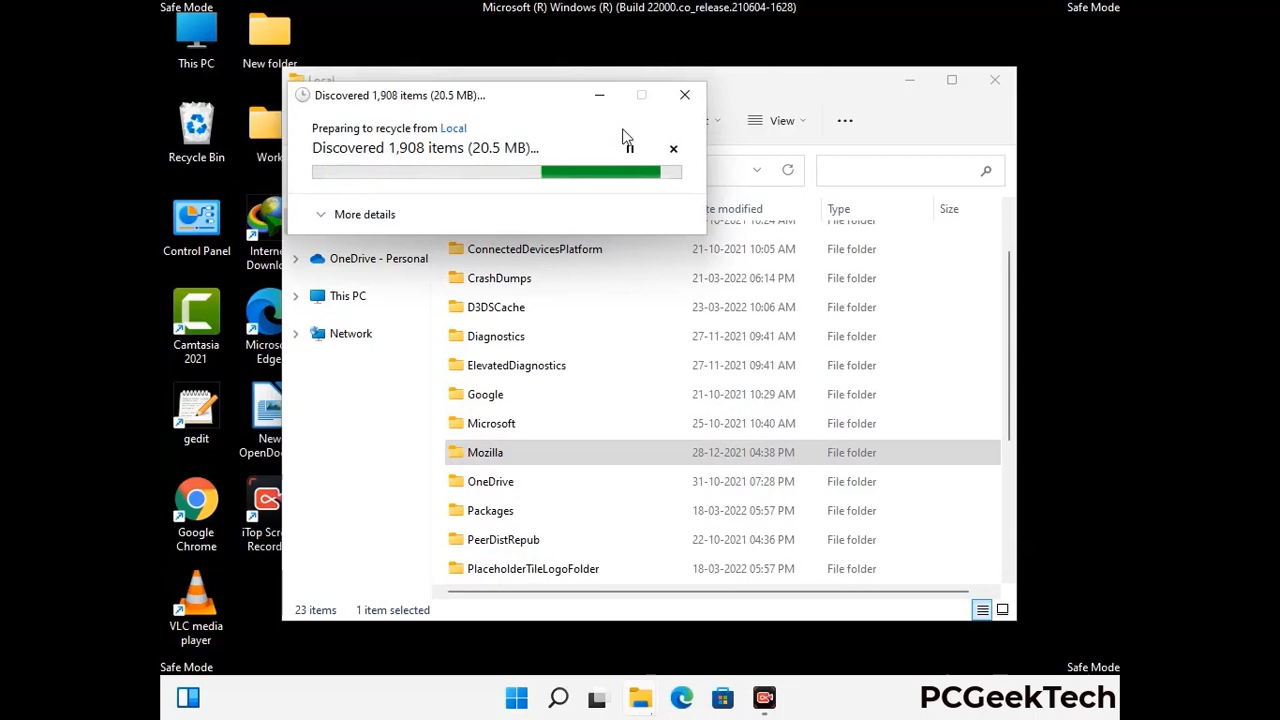 Safe Mode
Microsoft (R) Windows (R) (Build 22000.co_release.210604-1628)
Safe Mode
This PC
New folder
Recycle Bin
Work
Control Panel
Intern
Downlo
Camtasia
2021
Micros
Edge
gedit
New
OpenDo
Google
Chrome
iTop Scr
Record
VLC media
player
Local
Discovered 1,908 items (20.5 MB)...
Preparing to recycle from Local
Discovered 1,908 items (20.5 MB)...
More details
View
te modified
Type
Size
OneDrive - Personal
This PC
Network
File folder
ConnectedDevicesPlatform 21-10-2021 10:05 AM File folder
CrashDumps 21-03-2022 06:14 PM File folder
D3DSCache 23-03-2022 10:06 AM File folder
Diagnostics 27-11-2021 09:41 AM File folder
ElevatedDiagnostics 27-11-2021 09:41 AM File folder
Google 21-10-2021 10:29 AM File folder
Microsoft 25-10-2021 10:40 AM File folder
Mozilla 28-12-2021 04:38 PM File folder
OneDrive 31-10-2021 07:28 PM File folder
Packages 18-03-2022 05:57 PM File folder
PeerDistRepub 22-10-2021 04:36 PM File folder
PlaceholderTileLogoFolder 18-03-2022 05:57 PM File folder
23 items
1 item selected
Safe Mode
Safe Mode
PCGeekTech